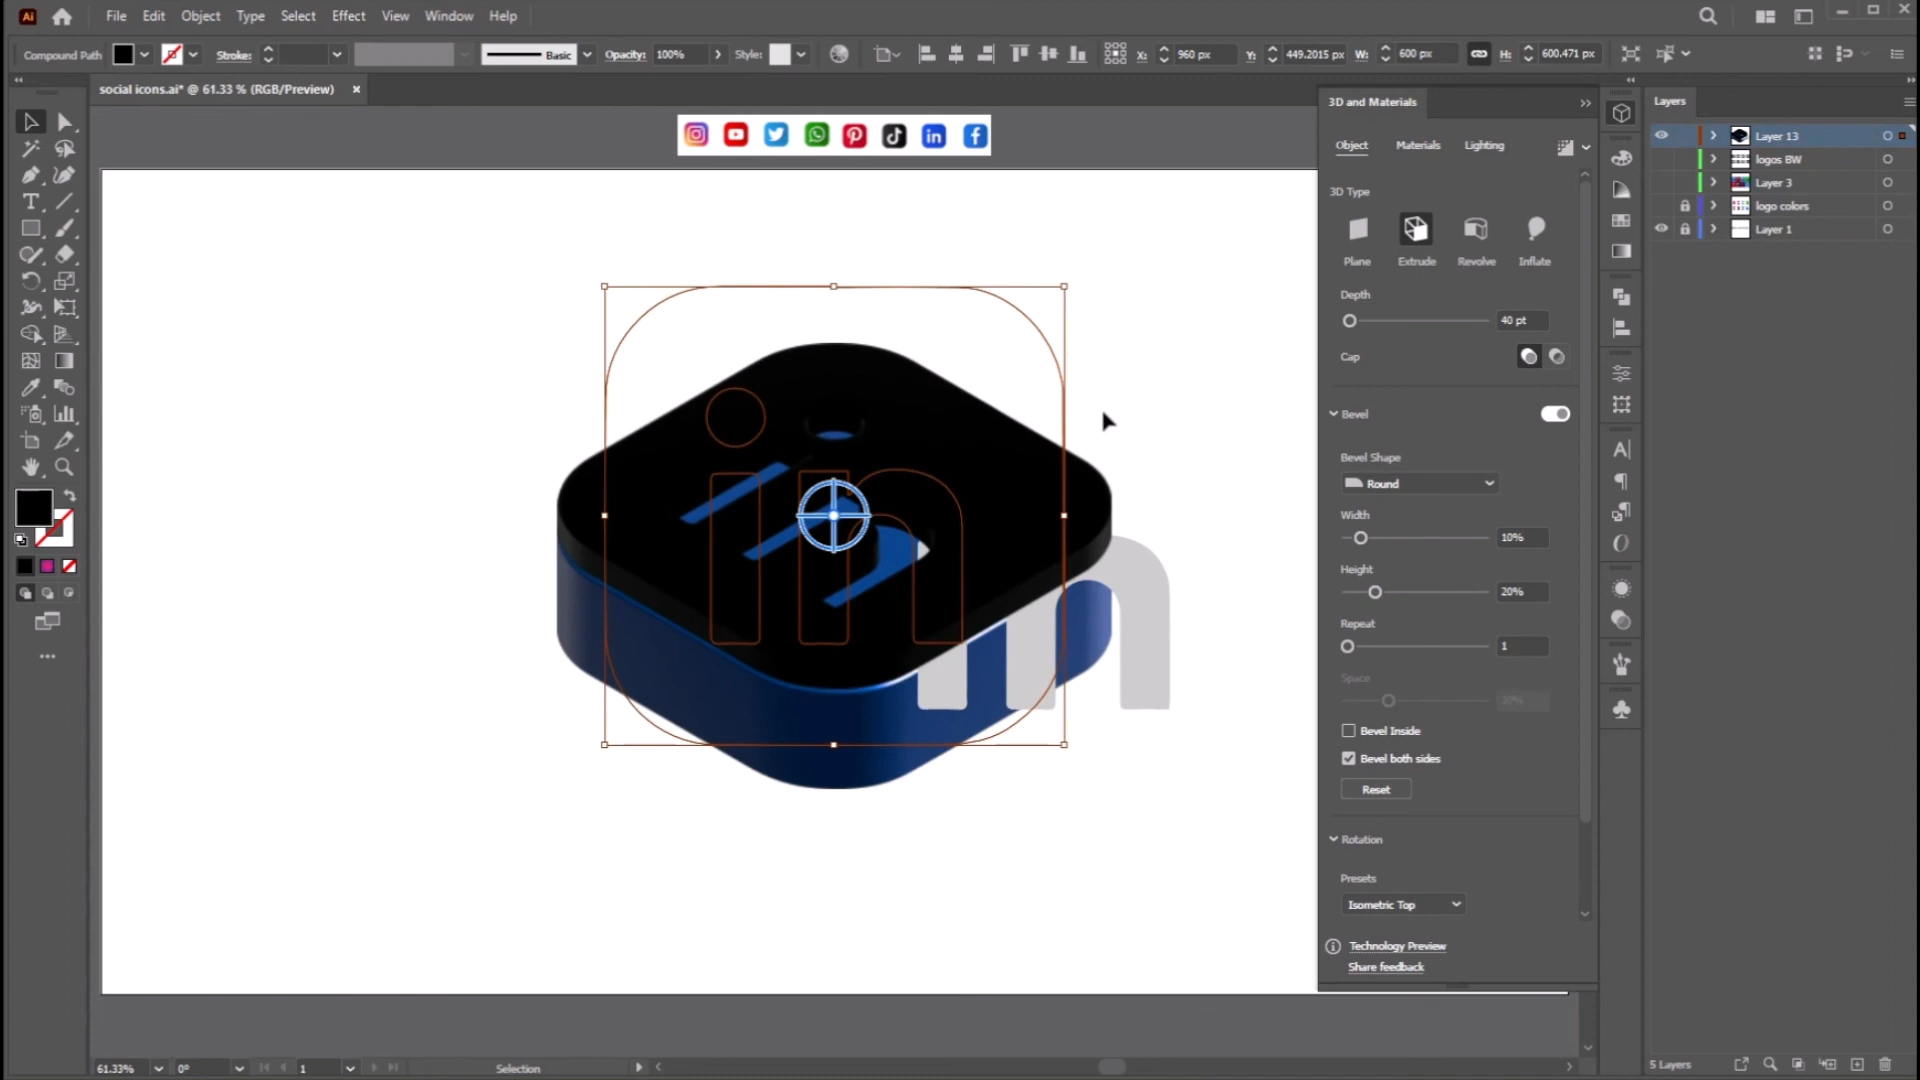 Ai File Edit Object Type Select Effect View Window Help
Compound Path Stroke: Basic Opacity: 100% Style: X: 960 px Y: 449.2015 px W: 600 px H: 600.471 px
social icons.ai* @ 61.33 % (RGB/Preview)
3D and Materials
Layers
Object Materials Lighting
Layer 13
logos BW
Layer 3
logo colors
Layer 1
3D Type
Plane Extrude Revolve Inflate
Depth
40 pt
Cap
Bevel
Bevel Shape
Round
Width
10%
Height
20%
Repeat
1
Space
Bevel Inside
Bevel both sides
Reset
Rotation
Presets
Isometric Top
Technology Preview
Share feedback
in
in
61.33% 0° 1 Selection
5 Layers